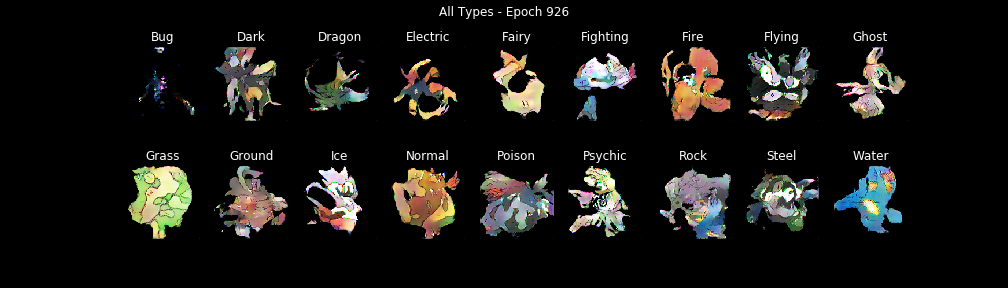 All Types - Epoch 926
Bug Dark Dragon Electric Fairy Fighting Fire Flying Ghost
Grass Ground Ice Normal Poison Psychic Rock Steel Water